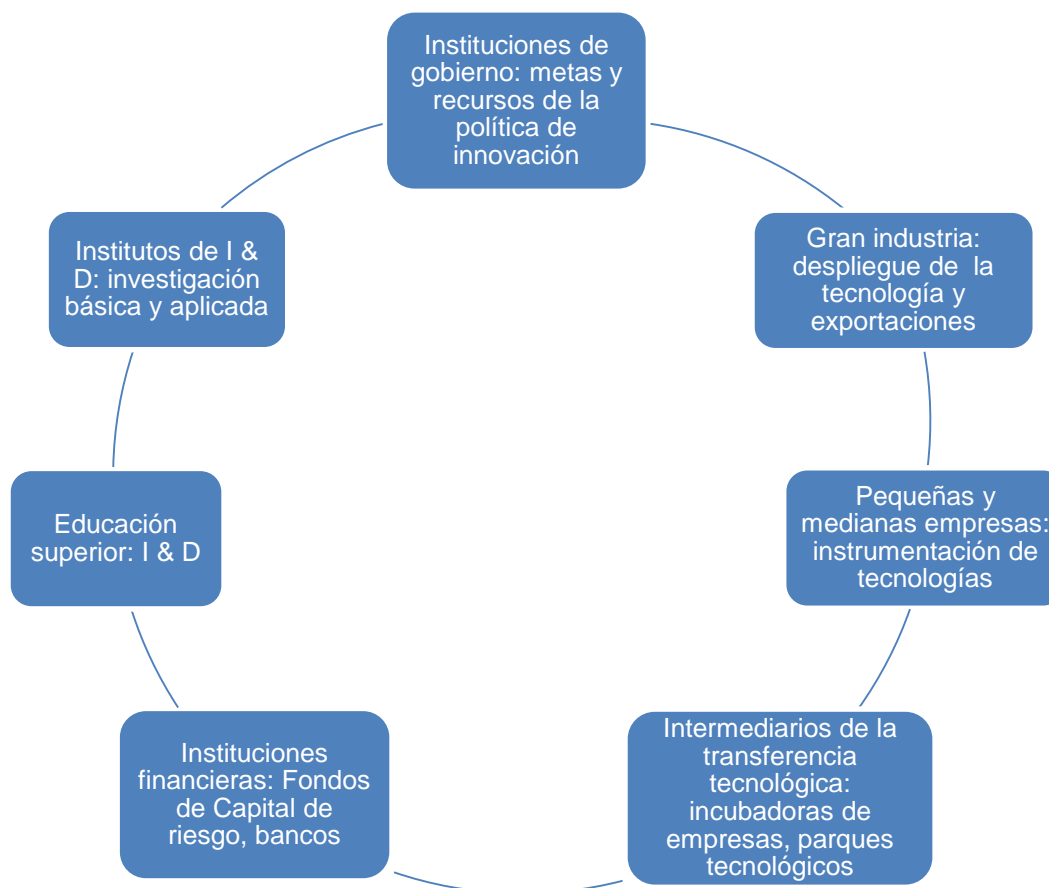 Instituciones de
gobierno: metas y
recursos de la
política de
innovación
Gran industria:
despliegue de la
tecnología y
exportaciones
Pequeñas y
medianas empresas:
instrumentación de
tecnologías
Intermediarios de la
transferencia
tecnológica:
incubadoras de
empresas, parques
tecnológicos
Instituciones
financieras: Fondos
de Capital de
riesgo, bancos
Educación
superior: I & D
Institutos de I &
D: investigación
básica y aplicada